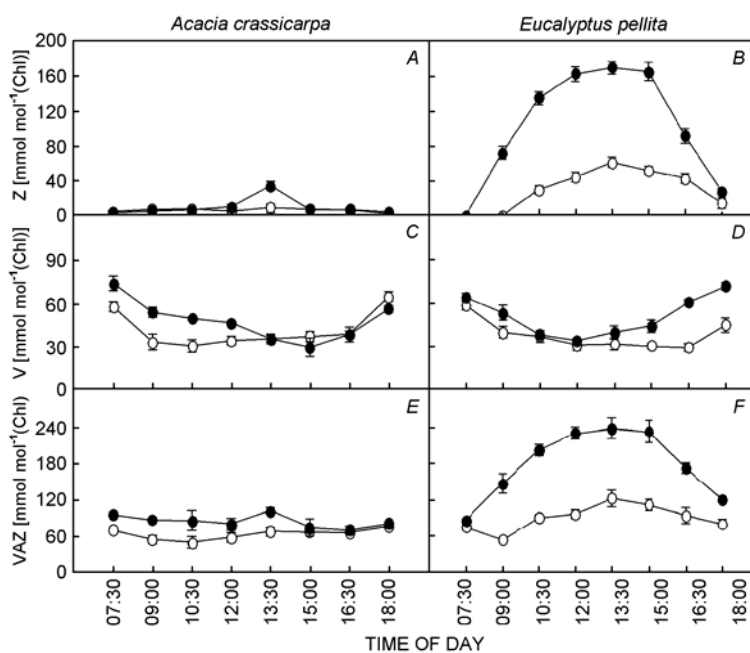 Acacia crassicarpa
Eucalyptus pellita
Z [mmol mol⁻¹(Chl)]
200
160
120
80
40
0
A
B
V [mmol mol⁻¹(Chl)]
90
60
30
0
C
D
VAZ [mmol mol⁻¹(Chl)
240
180
120
60
0
E
F
07:30
09:00
10:30
12:00
13:30
15:00
16:30
18:00
07:30
09:00
10:30
12:00
13:30
15:00
16:30
18:00
TIME OF DAY